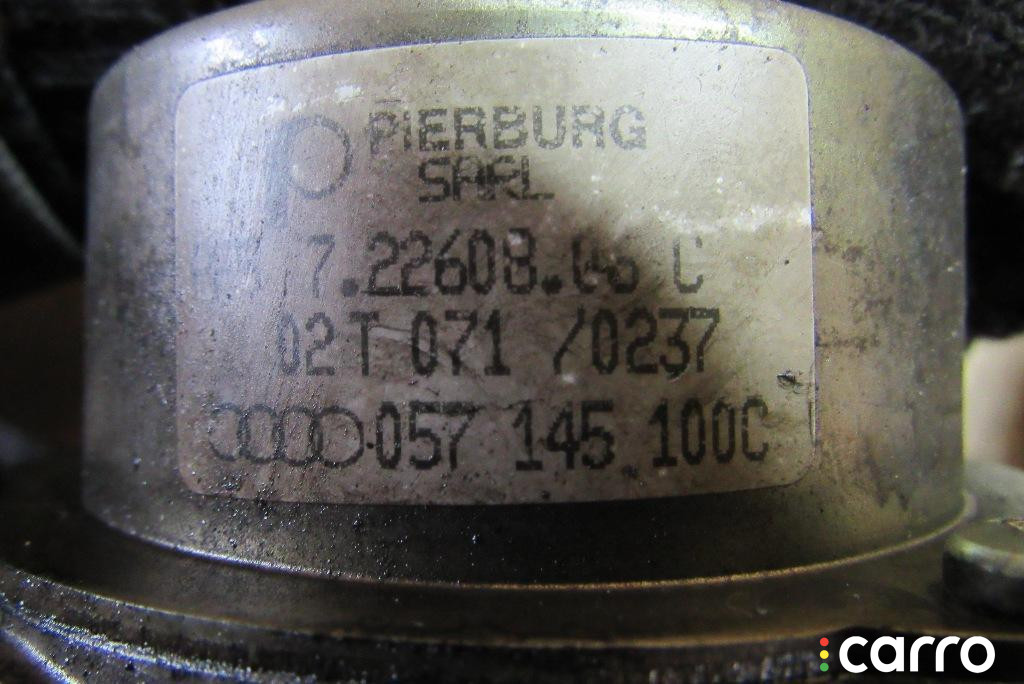 PIERBURG
SARL
7.22608.06 C
02T 071 /0237
057 145 100C
carro